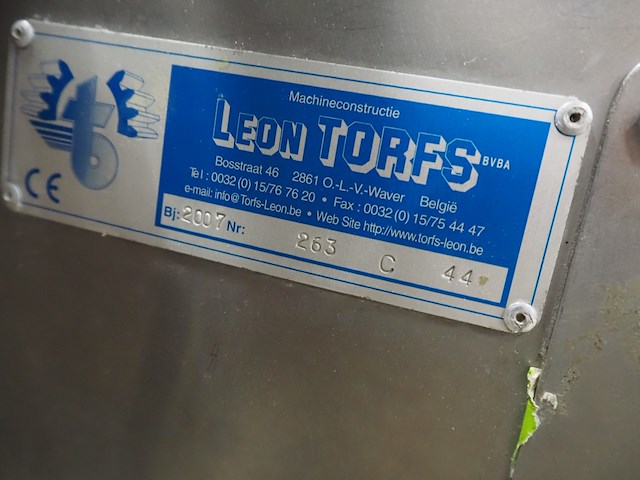 Machineconstructie
LEON TORFS BVBA
Bosstraat 46 2861 O.-L.-V.-Waver België
Tel : 0032 (0) 15/76 76 20 • Fax : 0032 (0) 15/75 44 47
e-mail: info@Torfs-Leon.be • Web Site http://www.torfs-leon.be
Bj: 2007 Nr: 263 C 44
CE